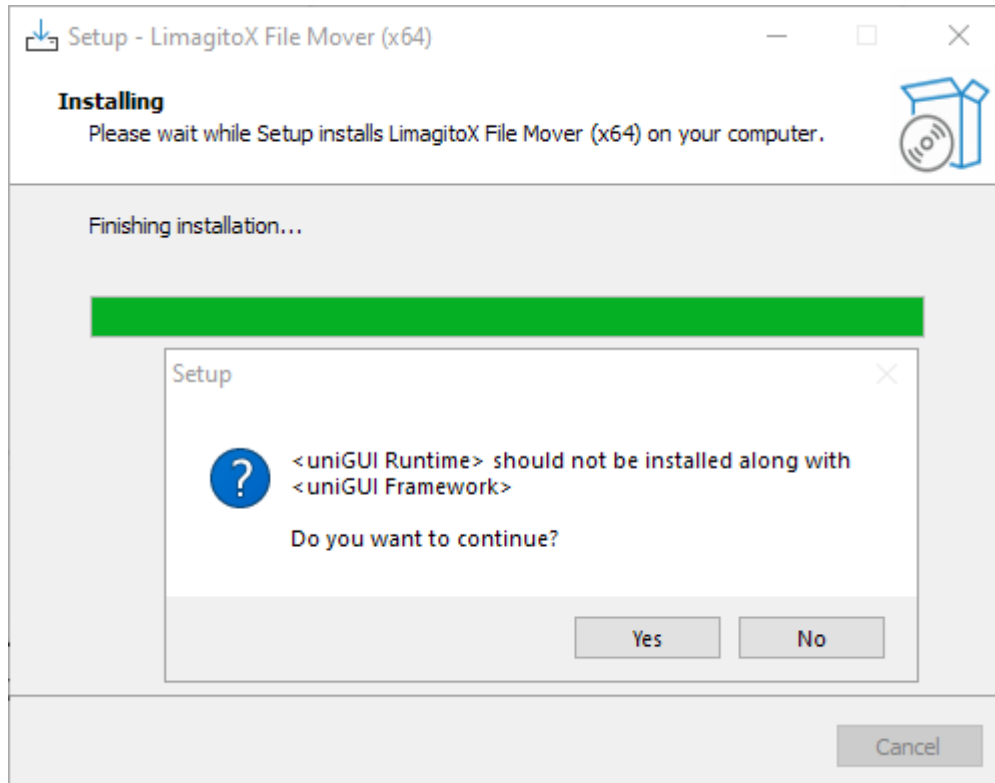 Setup - LimagitoX File Mover (x64)
Installing
Please wait while Setup installs LimagitoX File Mover (x64) on your computer.
Finishing installation...
Setup
<uniGUI Runtime> should not be installed along with
<uniGUI Framework>
Do you want to continue?
Yes
No
Cancel